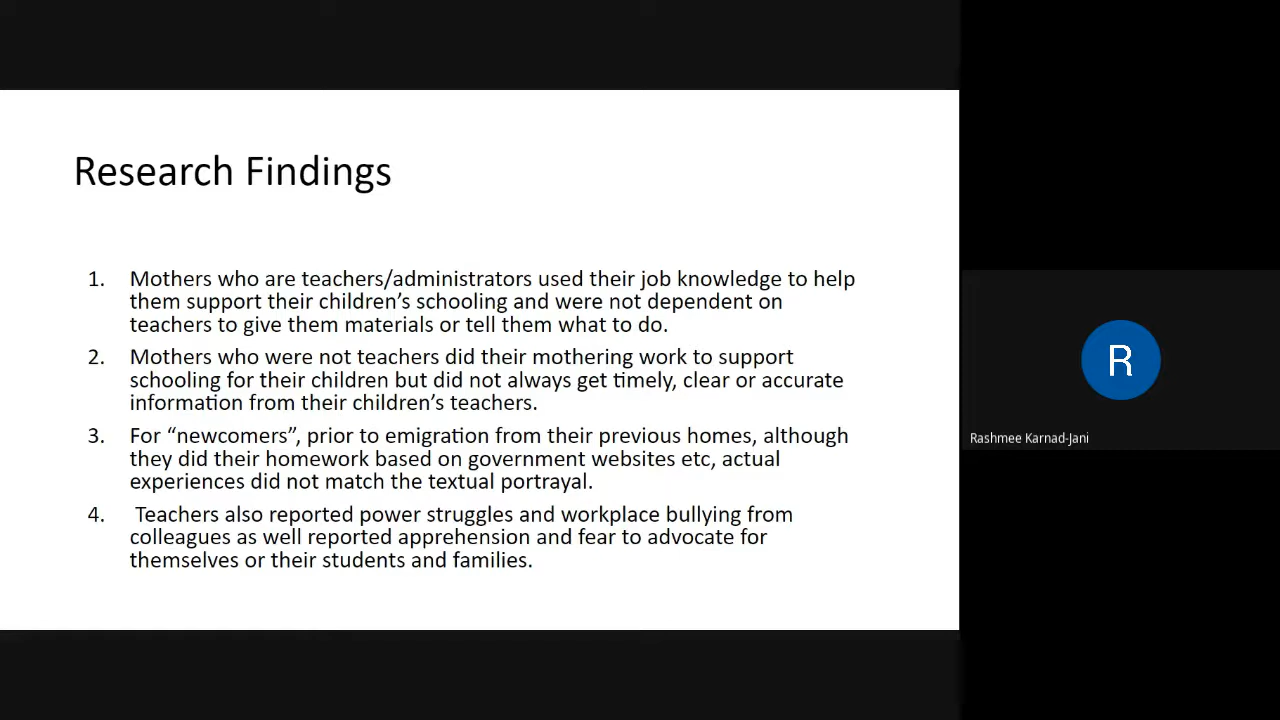 Research Findings
1. Mothers who are teachers/administrators used their job knowledge to help
them support their children’s schooling and were not dependent on
teachers to give them materials or tell them what to do.
2. Mothers who were not teachers did their mothering work to support
schooling for their children but did not always get timely, clear or accurate
information from their children’s teachers.
3. For “newcomers”, prior to emigration from their previous homes, although
they did their homework based on government websites etc, actual
experiences did not match the textual portrayal.
4. Teachers also reported power struggles and workplace bullying from
colleagues as well reported apprehension and fear to advocate for
themselves or their students and families.
R
Rashmee Karnad-Jani